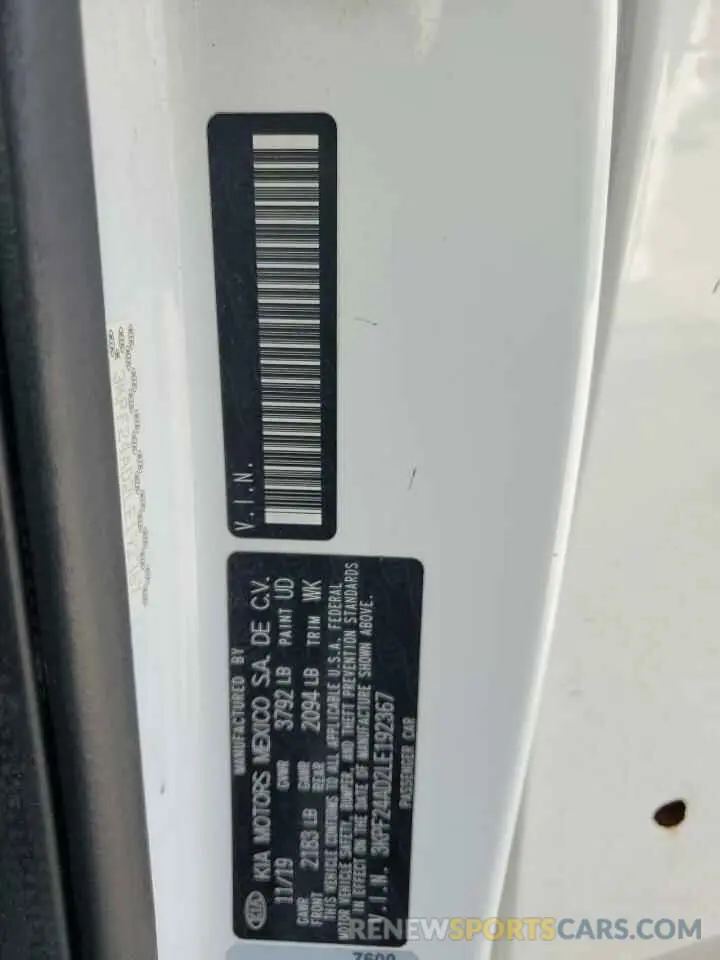 V.I.N.
MANUFACTURED BY
KIA KIA MOTORS MEXICO S.A. DE C.V.
11/19 GVWR 3792 LB PAINT UD
GAWR FRONT 2183 LB GAWR REAR 2094 LB TRIM WK
THIS VEHICLE CONFORMS TO ALL APPLICABLE U.S.A. FEDERAL
MOTOR VEHICLE SAFETY, BUMPER, AND THEFT PREVENTION STANDARDS
IN EFFECT ON THE DATE OF MANUFACTURE SHOWN ABOVE.
V.I.N. 3KPF24AD2LE192367
PASSENGER CAR
7600
RENEWSPORTSCARS.COM